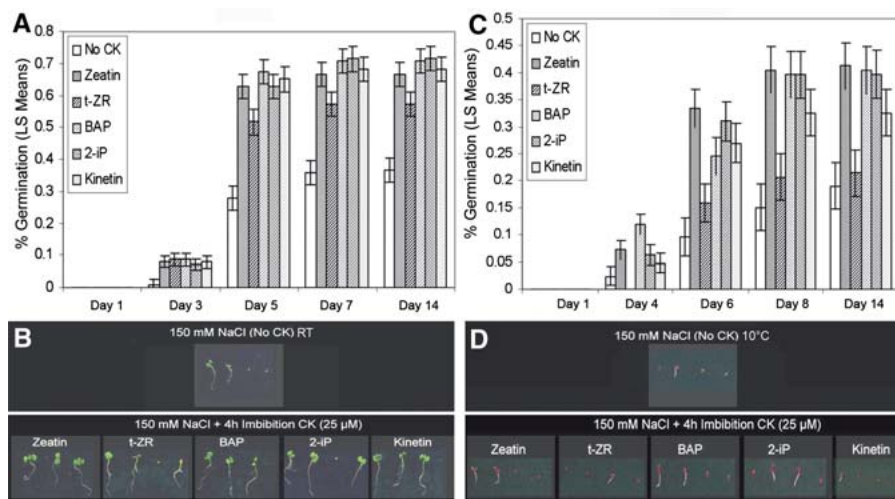 A
% Germination (LS Means)
0.8
0.7
0.6
0.5
0.4
0.3
0.2
0.1
0
No CK
Zeatin
t-ZR
BAP
2-iP
Kinetin
Day 1 Day 3 Day 5 Day 7 Day 14
C
% Germination (LS Means)
0.5
0.45
0.4
0.35
0.3
0.25
0.2
0.15
0.1
0.05
0
No CK
Zeatin
t-ZR
BAP
2-iP
Kinetin
Day 1 Day 4 Day 6 Day 8 Day 14
B
150 mM NaCl (No CK) RT
150 mM NaCl + 4h Imbibition CK (25 µM)
Zeatin t-ZR BAP 2-iP Kinetin
D
150 mM NaCl (No CK) 10°C
150 mM NaCl + 4h Imbibition CK (25 µM)
Zeatin t-ZR BAP 2-iP Kinetin